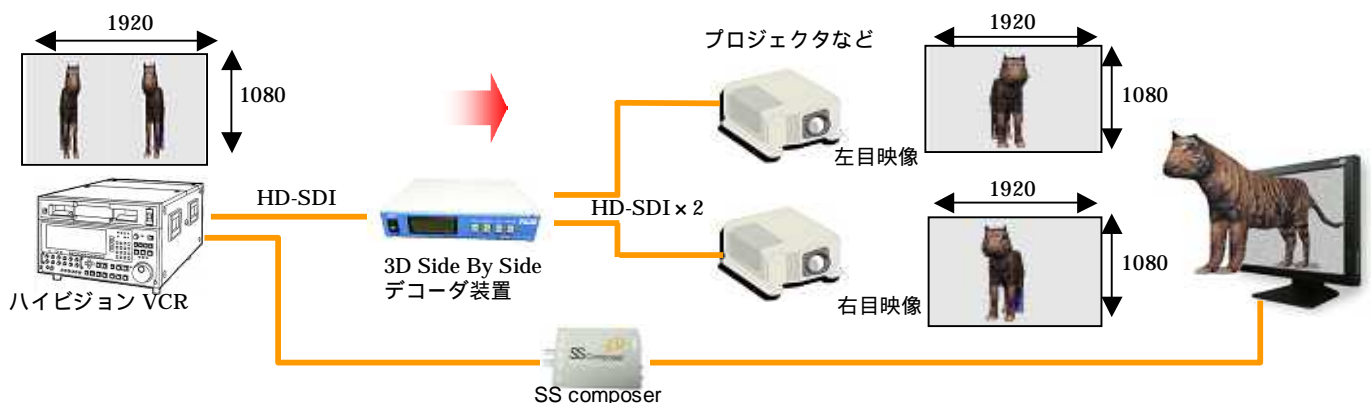 1920
1080
ハイビジョン VCR
HD-SDI
3D Side By Side
デコーダ装置
HD-SDI×2
プロジェクタなど
左目映像
1920
1080
右目映像
1920
1080
SS Composer
SS composer